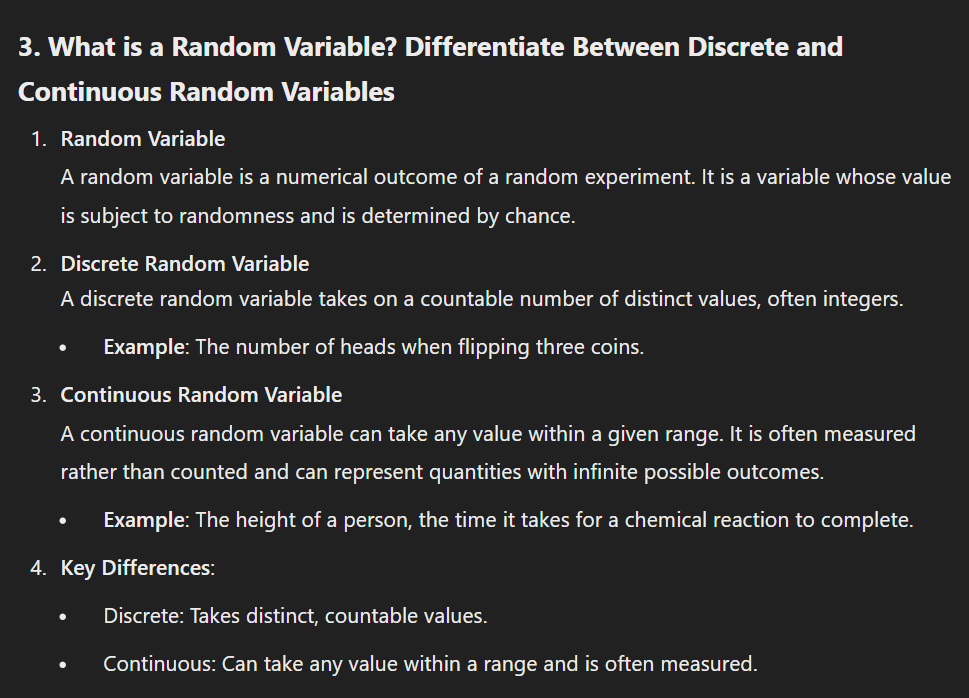 3. What is a Random Variable? Differentiate Between Discrete and
Continuous Random Variables
1. Random Variable
A random variable is a numerical outcome of a random experiment. It is a variable whose value
is subject to randomness and is determined by chance.
2. Discrete Random Variable
A discrete random variable takes on a countable number of distinct values, often integers.
• Example: The number of heads when flipping three coins.
3. Continuous Random Variable
A continuous random variable can take any value within a given range. It is often measured
rather than counted and can represent quantities with infinite possible outcomes.
• Example: The height of a person, the time it takes for a chemical reaction to complete.
4. Key Differences:
• Discrete: Takes distinct, countable values.
• Continuous: Can take any value within a range and is often measured.